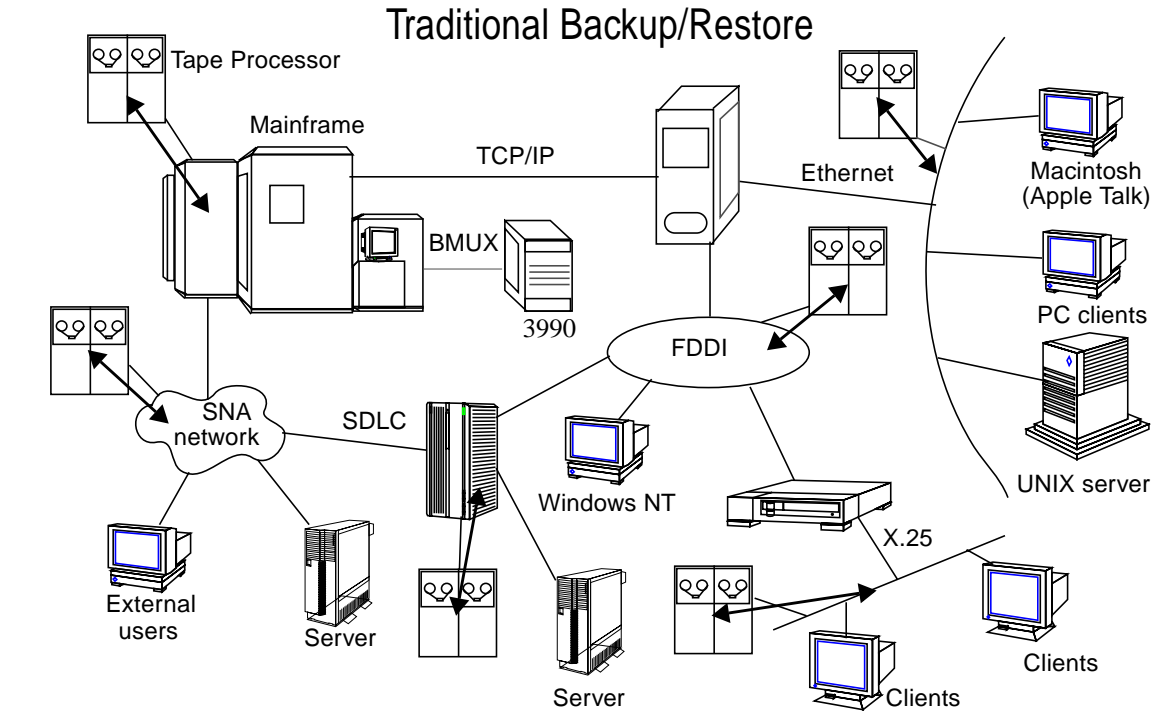 Traditional Backup/Restore
Tape Processor
Mainframe
TCP/IP
Ethernet
Macintosh
(Apple Talk)
BMUX
3990
PC clients
FDDI
SNA
network
SDLC
Windows NT
UNIX server
X.25
External
users
Server
Server
Clients
Clients